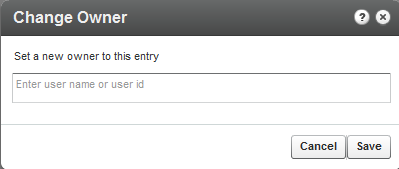 Change Owner ? ×
Set a new owner to this entry
Enter user name or user id
Cancel Save